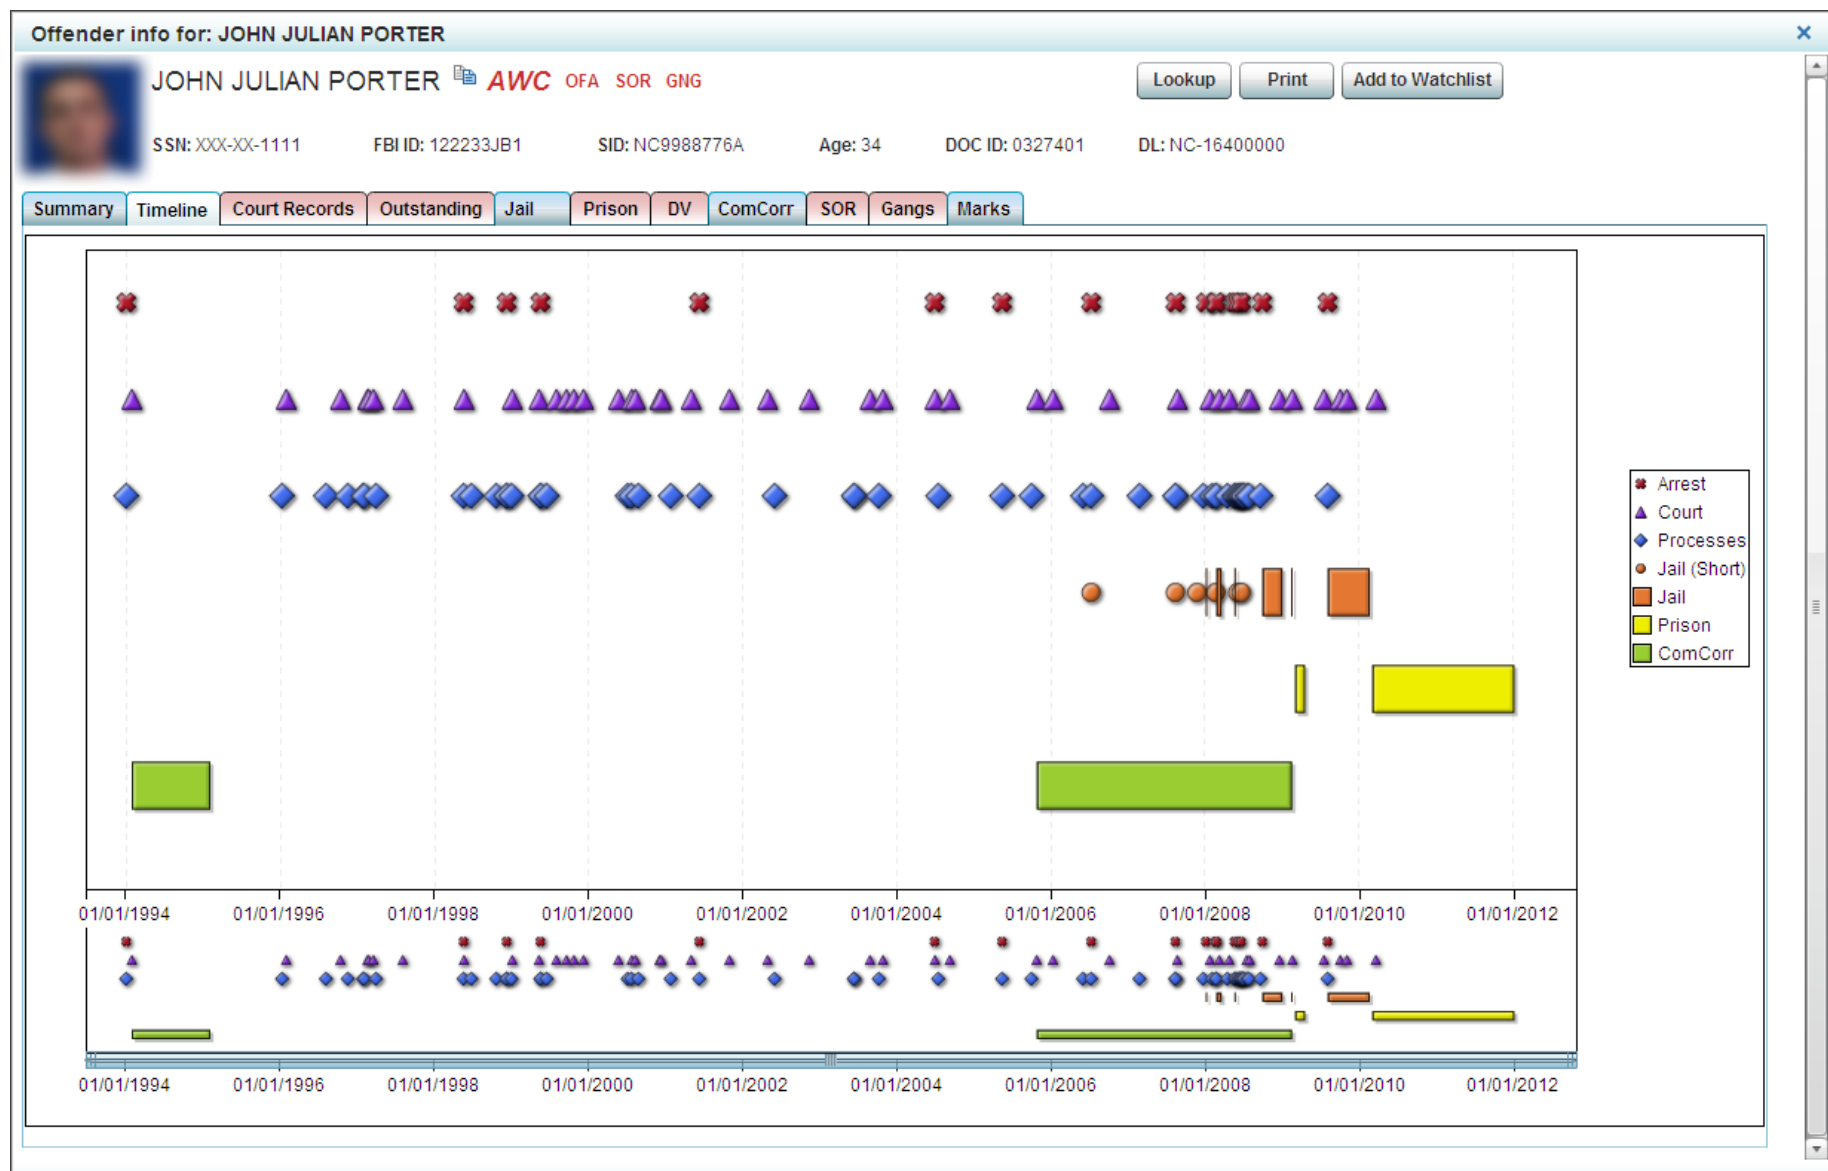 Offender info for: JOHN JULIAN PORTER
JOHN JULIAN PORTER AWC OFA SOR GNG
Lookup Print Add to Watchlist
SSN: XXX-XX-1111 FBI ID: 122233JB1 SID: NC9988776A Age: 34 DOC ID: 0327401 DL: NC-16400000
Summary Timeline Court Records Outstanding Jail Prison DV ComCorr SOR Gangs Marks
Arrest
Court
Processes
Jail (Short)
Jail
Prison
ComCorr
01/01/1994 01/01/1996 01/01/1998 01/01/2000 01/01/2002 01/01/2004 01/01/2006 01/01/2008 01/01/2010 01/01/2012
01/01/1994 01/01/1996 01/01/1998 01/01/2000 01/01/2002 01/01/2004 01/01/2006 01/01/2008 01/01/2010 01/01/2012